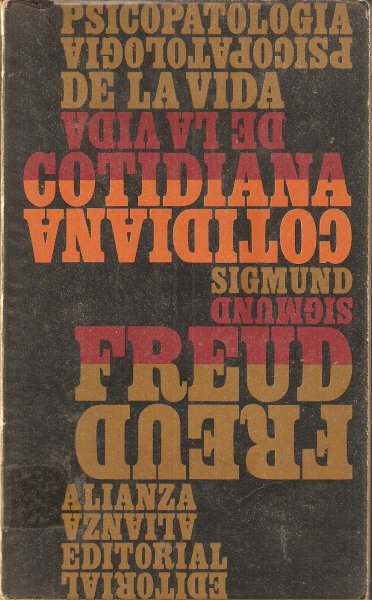 PSICOPATOLOGIA
PSICOPATOLOGIA
DE LA VIDA
DE LA VIDA
COTIDIANA
COTIDIANA
SIGMUND
SIGMUND
FREUD
FREUD
ALIANZA
ALIANZA
EDITORIAL
EDITORIAL